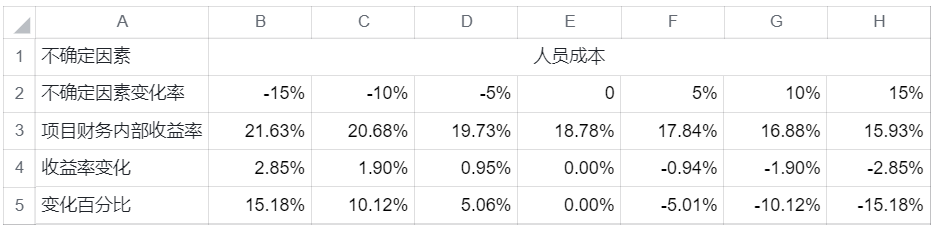 A B C D E F G H
1 不确定因素 人员成本
2 不确定因素变化率 -15% -10% -5% 0 5% 10% 15%
3 项目财务内部收益率 21.63% 20.68% 19.73% 18.78% 17.84% 16.88% 15.93%
4 收益率变化 2.85% 1.90% 0.95% 0.00% -0.94% -1.90% -2.85%
5 变化百分比 15.18% 10.12% 5.06% 0.00% -5.01% -10.12% -15.18%